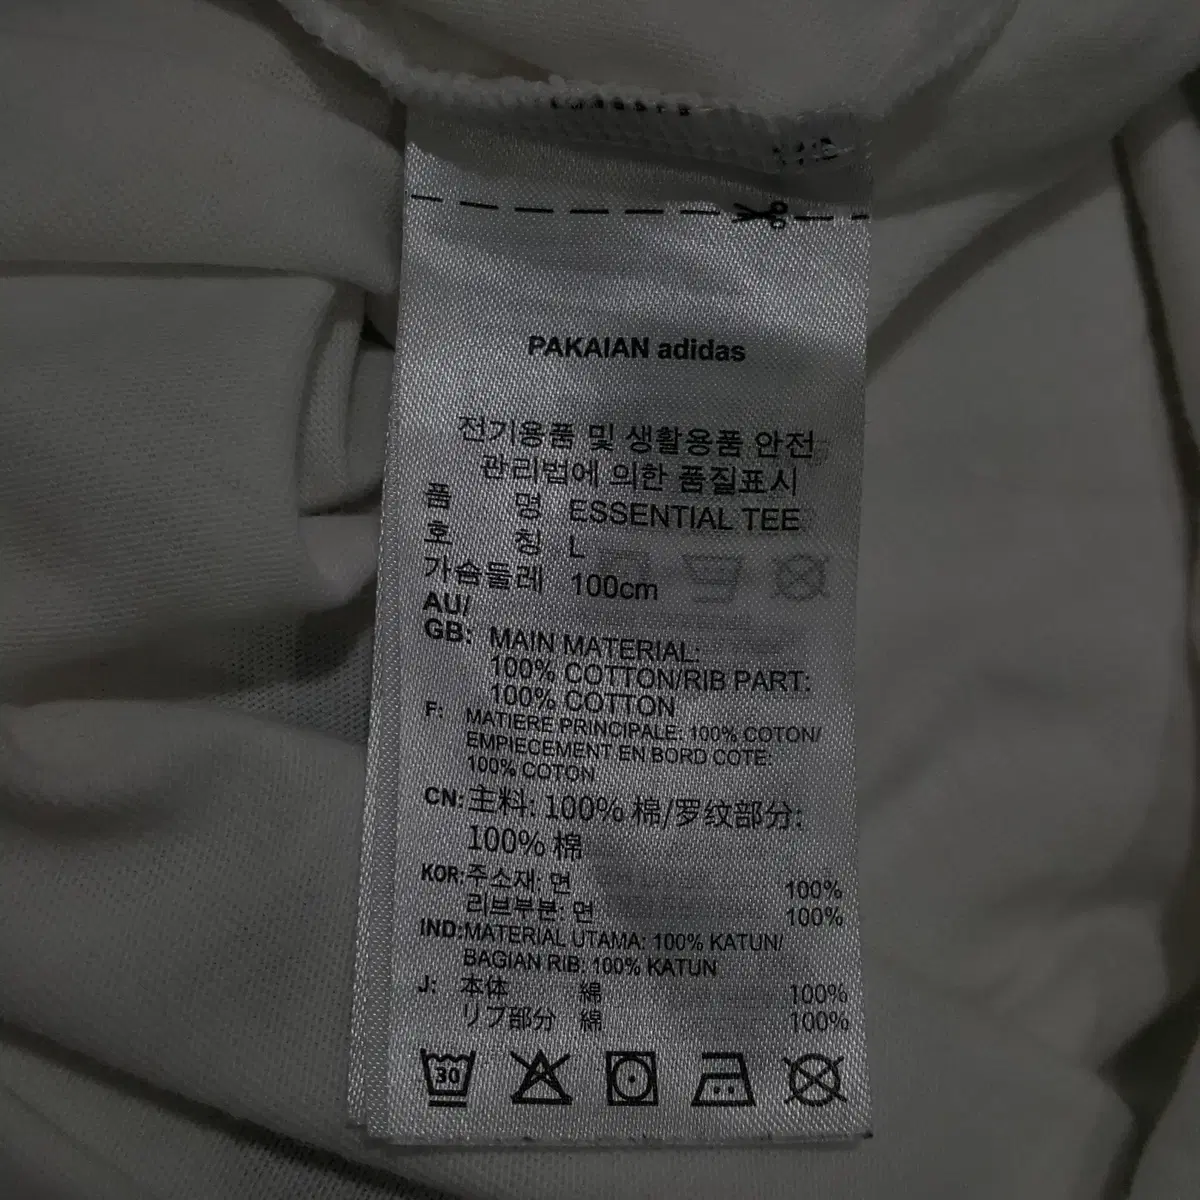 PAKAIAN adidas
전기용품 및 생활용품 안전
관리법에 의한 품질표시
품 명 ESSENTIAL TEE
호 칭 L
가슴둘레 100cm
AU/
GB: MAIN MATERIAL:
100% COTTON/RIB PART:
100% COTTON
F: MATIERE PRINCIPALE: 100% COTON/
EMPIECEMENT EN BORD COTE:
100% COTON
CN: 主料: 100% 棉/罗纹部分:
100% 棉
KOR: 주소재: 면 100%
리브부분: 면 100%
IND: MATERIAL UTAMA: 100% KATUN/
BAGIAN RIB: 100% KATUN
J: 本体 綿 100%
リブ部分 綿 100%
30